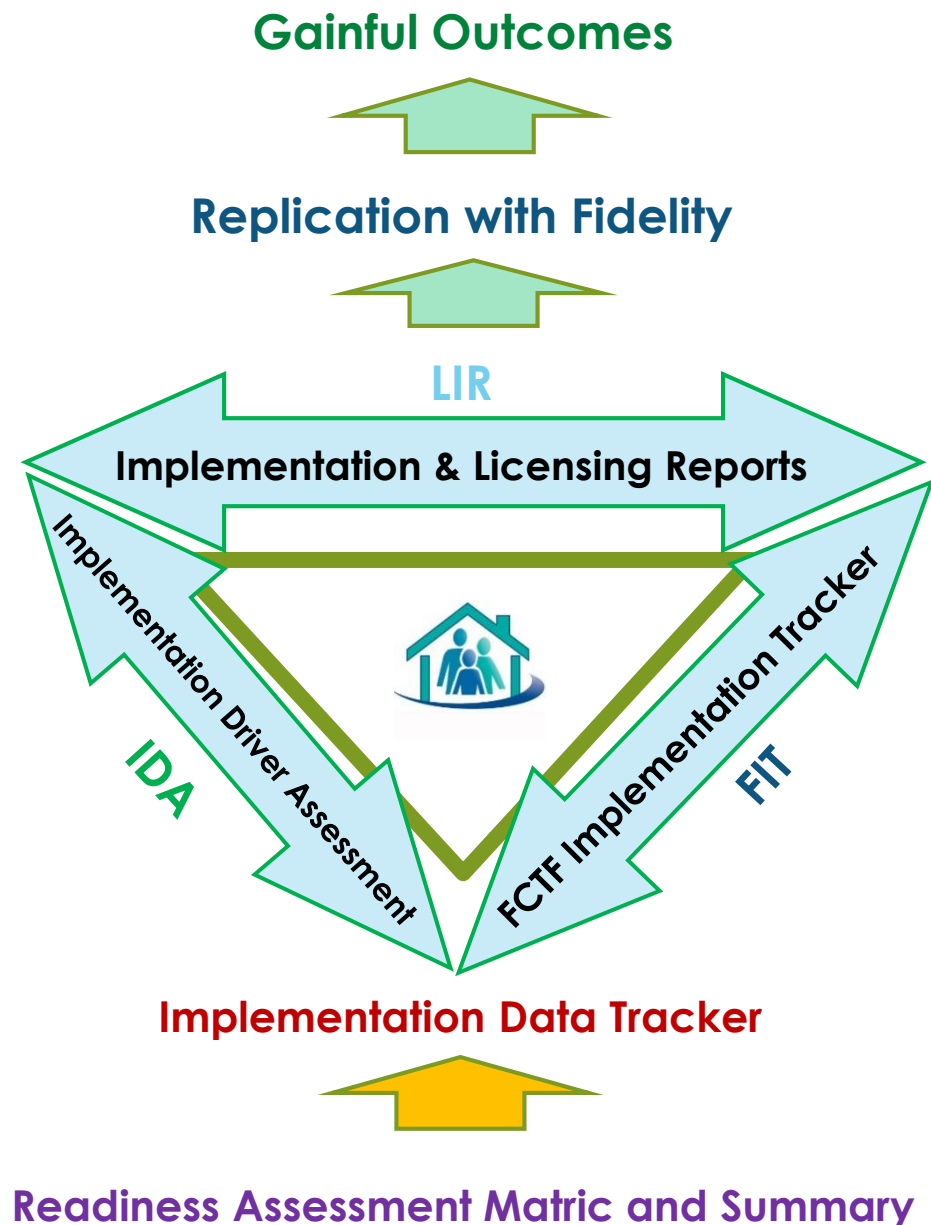 Gainful Outcomes
Replication with Fidelity
LIR
Implementation & Licensing Reports
Implementation Driver Assessment
FCTF Implementation Tracker
IDA
FIT
Implementation Data Tracker
Readiness Assessment Matric and Summary